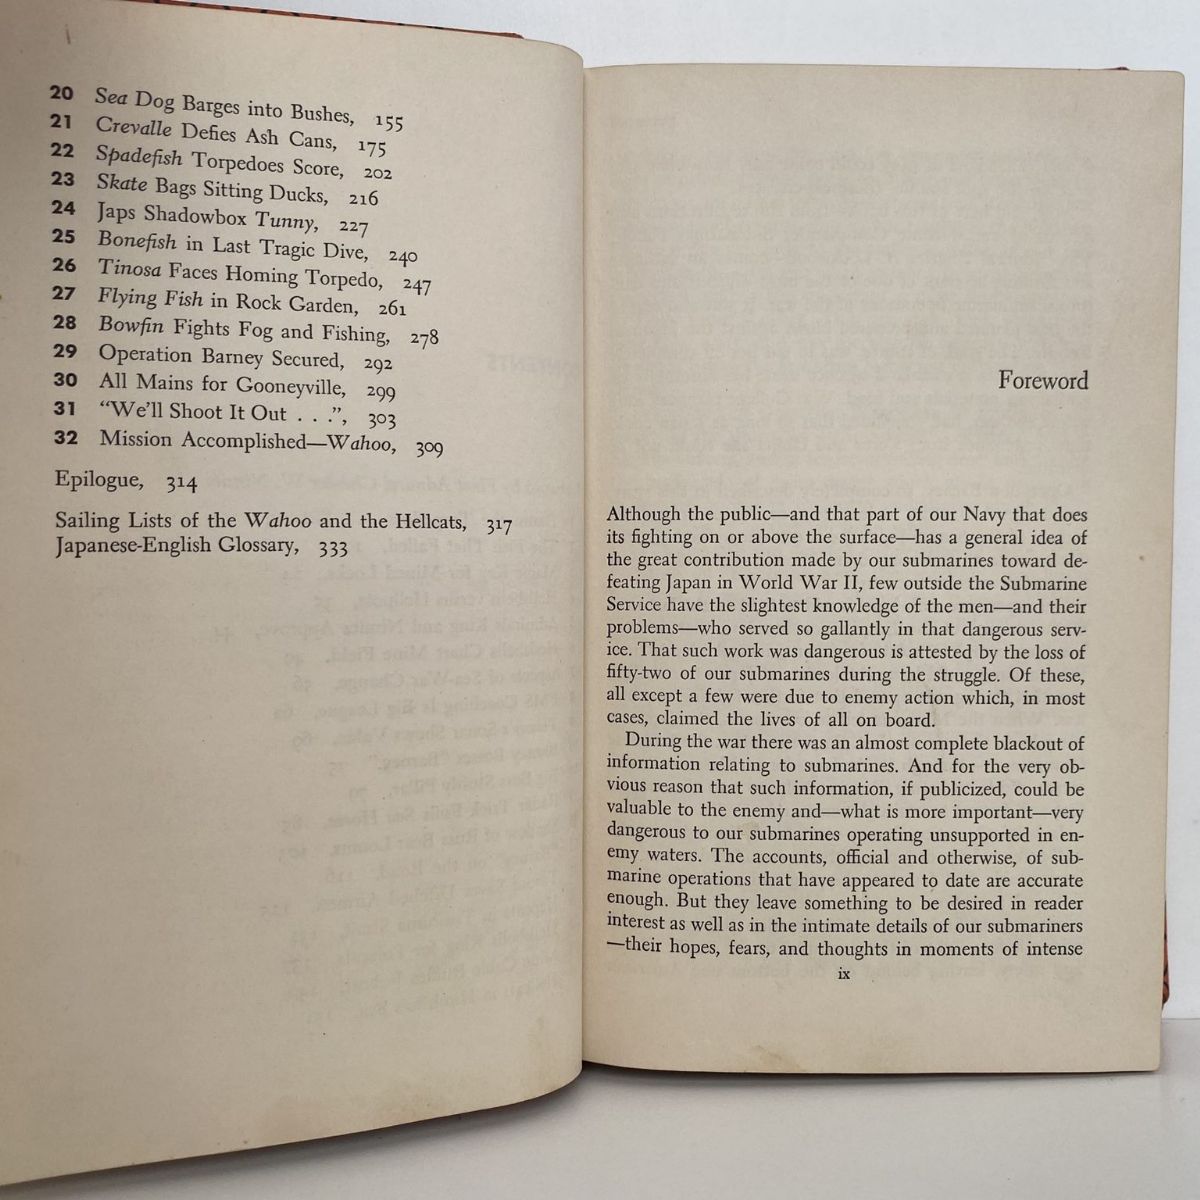 20 Sea Dog Barges into Bushes, 155
21 Crevalle Defies Ash Cans, 175
22 Spadefish Torpedoes Score, 202
23 Skate Bags Sitting Ducks, 216
24 Japs Shadowbox Tunny, 227
25 Bonefish in Last Tragic Dive, 240
26 Tinosa Faces Homing Torpedo, 247
27 Flying Fish in Rock Garden, 261
28 Bowfin Fights Fog and Fishing, 278
29 Operation Barney Secured, 292
30 All Mains for Gooneyville, 299
31 “We’ll Shoot It Out . . .”, 303
32 Mission Accomplished—Wahoo, 309
Epilogue, 314
Sailing Lists of the Wahoo and the Hellcats, 317
Japanese-English Glossary, 333
Foreword
Although the public—and that part of our Navy that does
its fighting on or above the surface—has a general idea of
the great contribution made by our submarines toward de-
feating Japan in World War II, few outside the Submarine
Service have the slightest knowledge of the men—and their
problems—who served so gallantly in that dangerous serv-
ice. That such work was dangerous is attested by the loss of
fifty-two of our submarines during the struggle. Of these,
all except a few were due to enemy action which, in most
cases, claimed the lives of all on board.
During the war there was an almost complete blackout of
information relating to submarines. And for the very ob-
vious reason that such information, if publicized, could be
valuable to the enemy and—what is more important—very
dangerous to our submarines operating unsupported in en-
emy waters. The accounts, official and otherwise, of sub-
marine operations that have appeared to date are accurate
enough. But they leave something to be desired in reader
interest as well as in the intimate details of our submariners
—their hopes, fears, and thoughts in moments of intense
ix